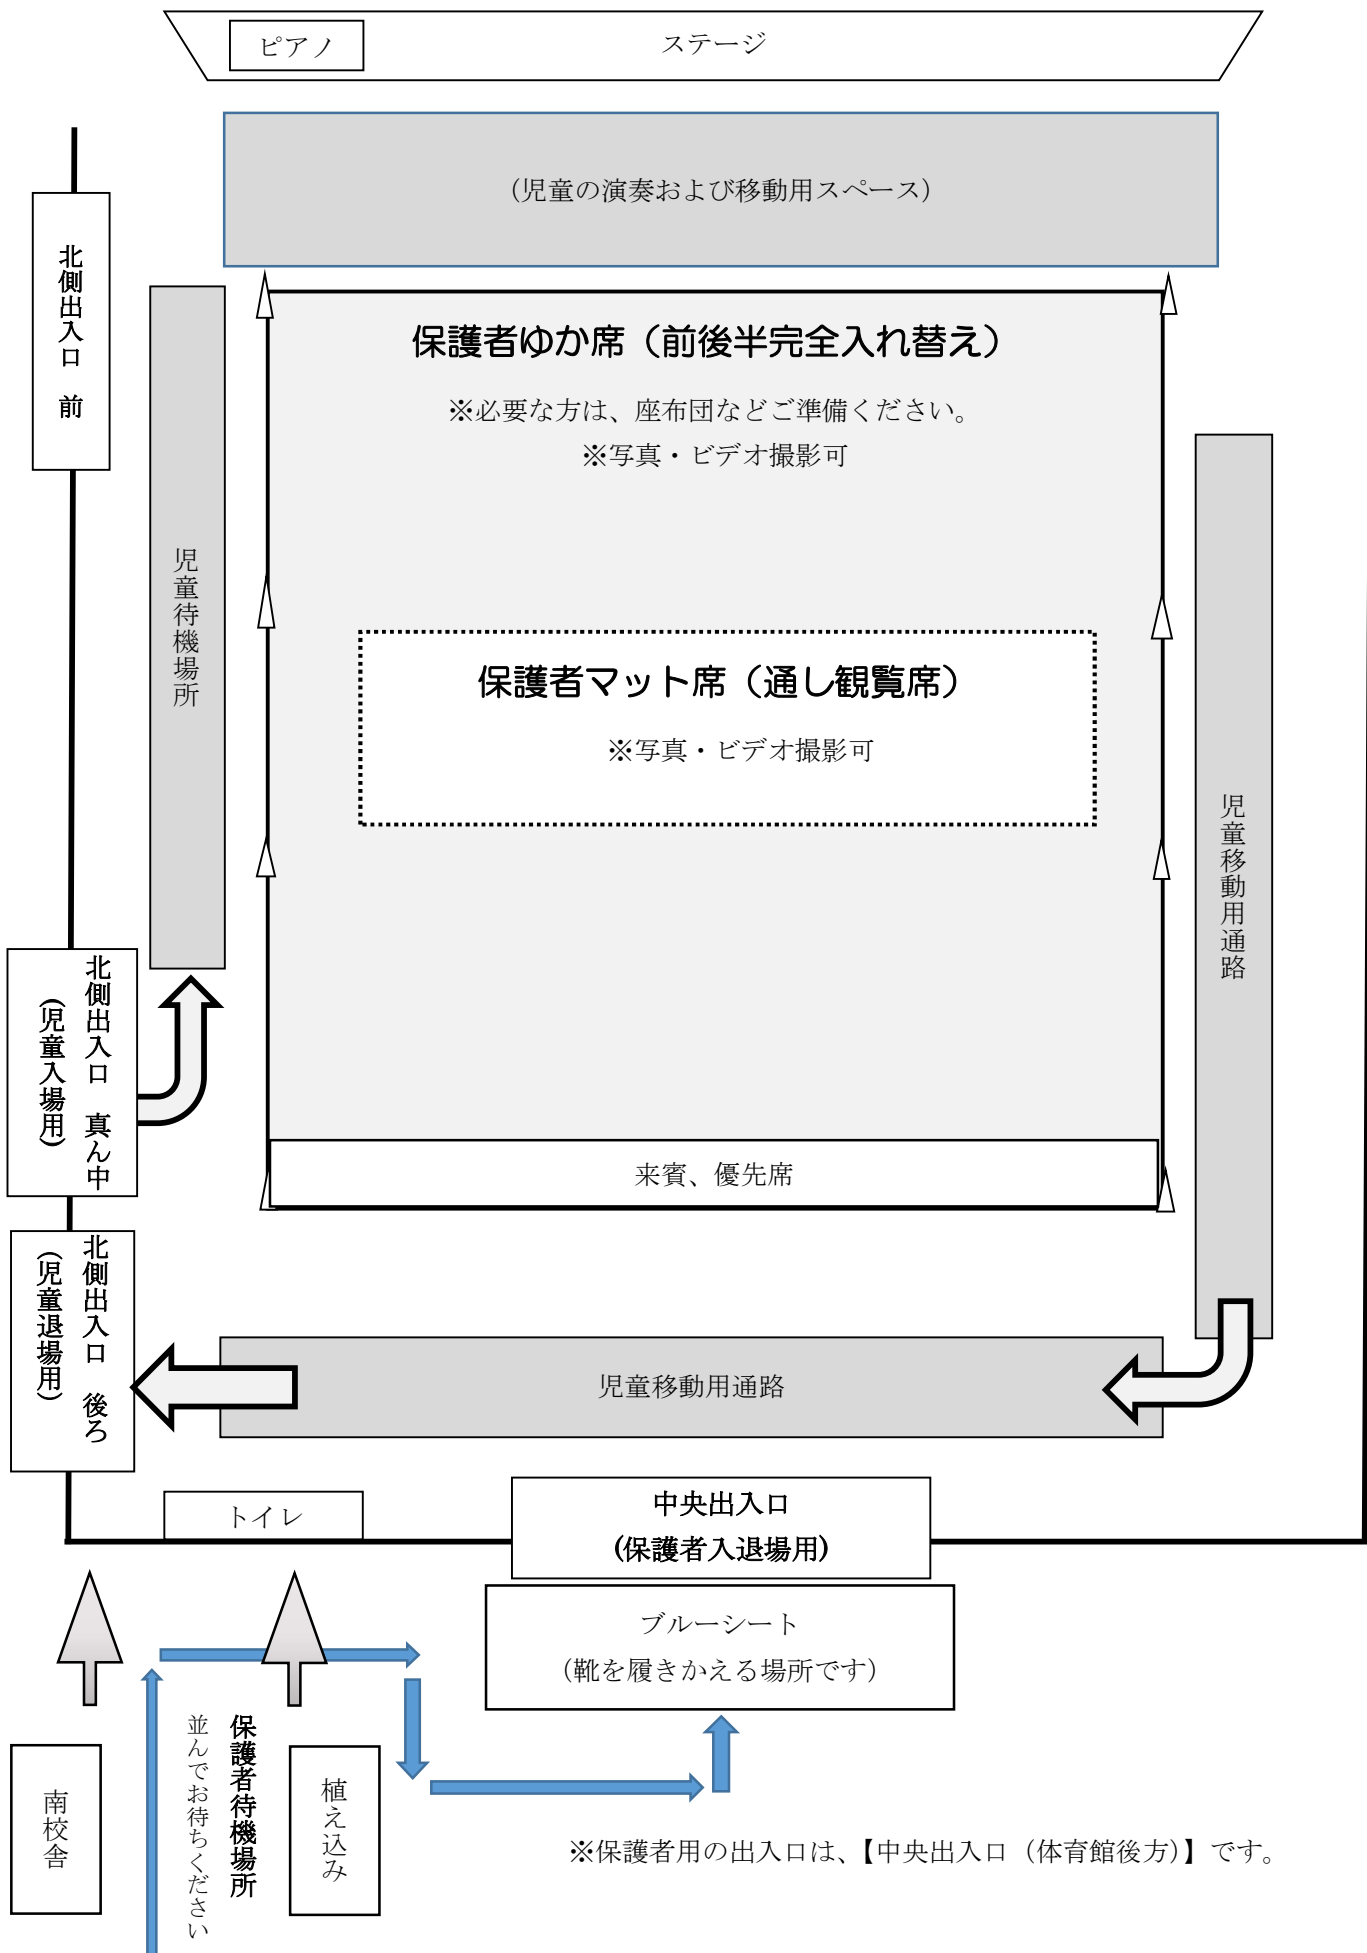 ピアノ
ステージ
（児童の演奏および移動用スペース）
北側出入口　前
保護者ゆか席（前後半完全入れ替え）
※必要な方は、座布団などご準備ください。
※写真・ビデオ撮影可
児童待機場所
保護者マット席（通し観覧席）
※写真・ビデオ撮影可
児童移動用通路
北側出入口　真ん中
（児童入場用）
来賓、優先席
北側出入口　後ろ
（児童退場用）
児童移動用通路
トイレ
中央出入口
（保護者入退場用）
ブルーシート
（靴を履きかえる場所です）
南校舎
保護者待機場所
並んでお待ちください
植え込み
※保護者用の出入口は、【中央出入口（体育館後方）】です。